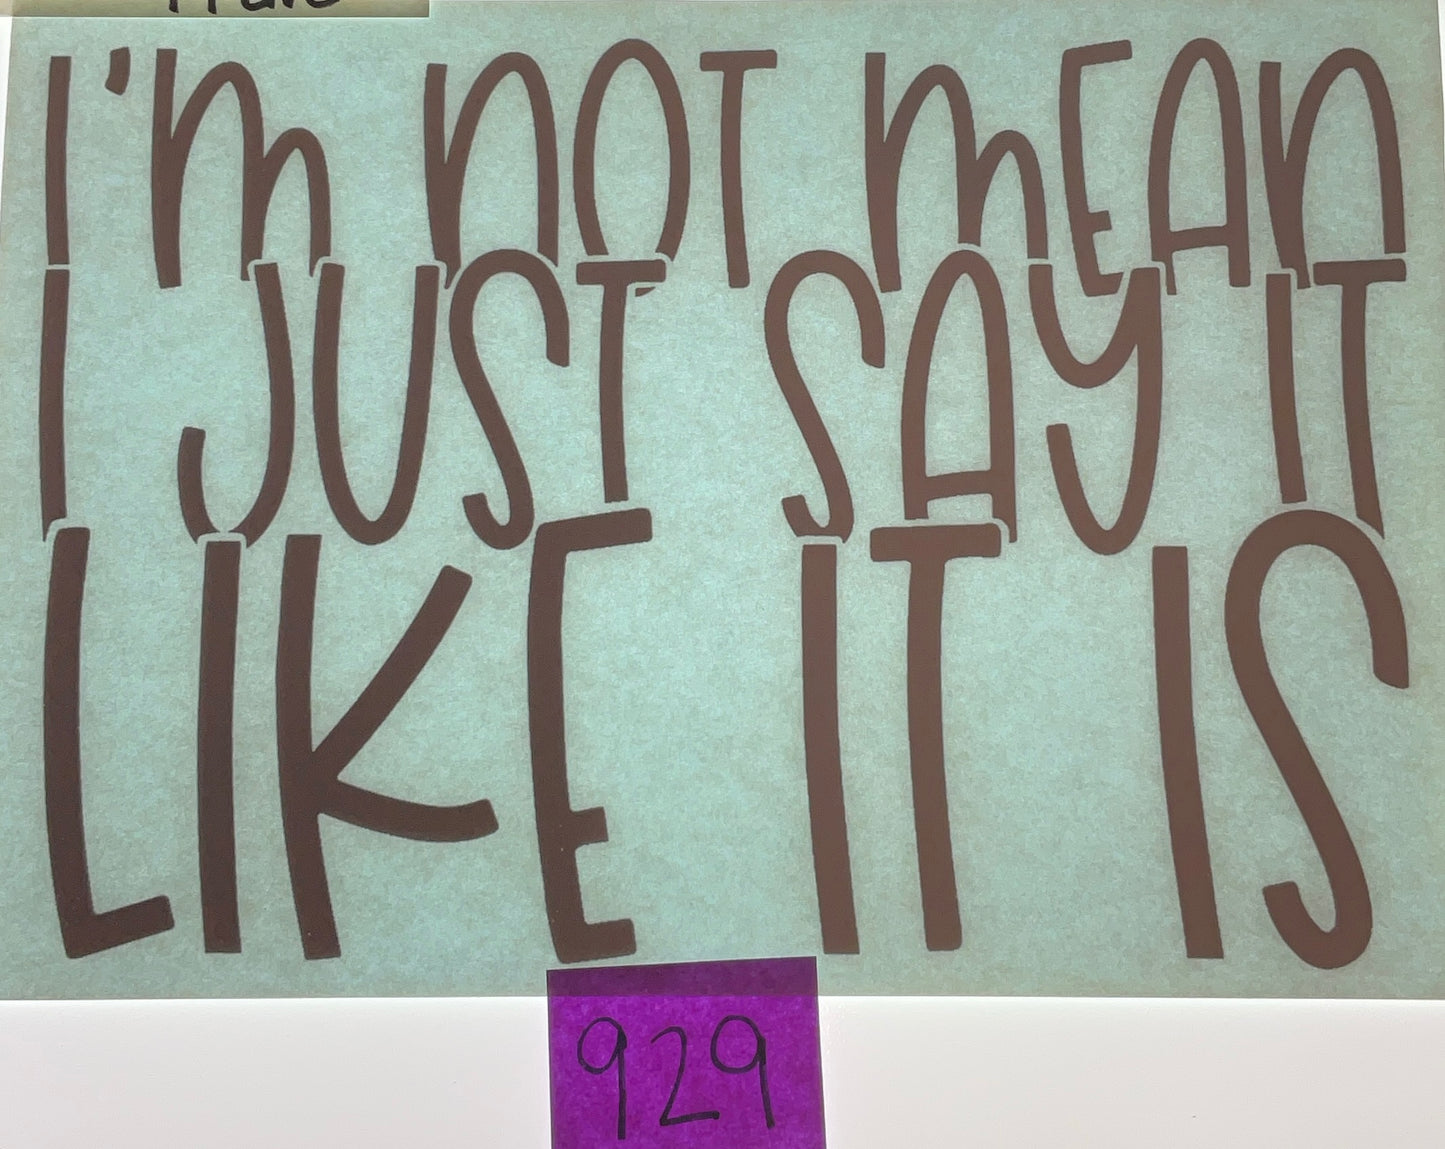 I'm NOT mEAN
I JUST SAY IT
LIKE IT IS
929